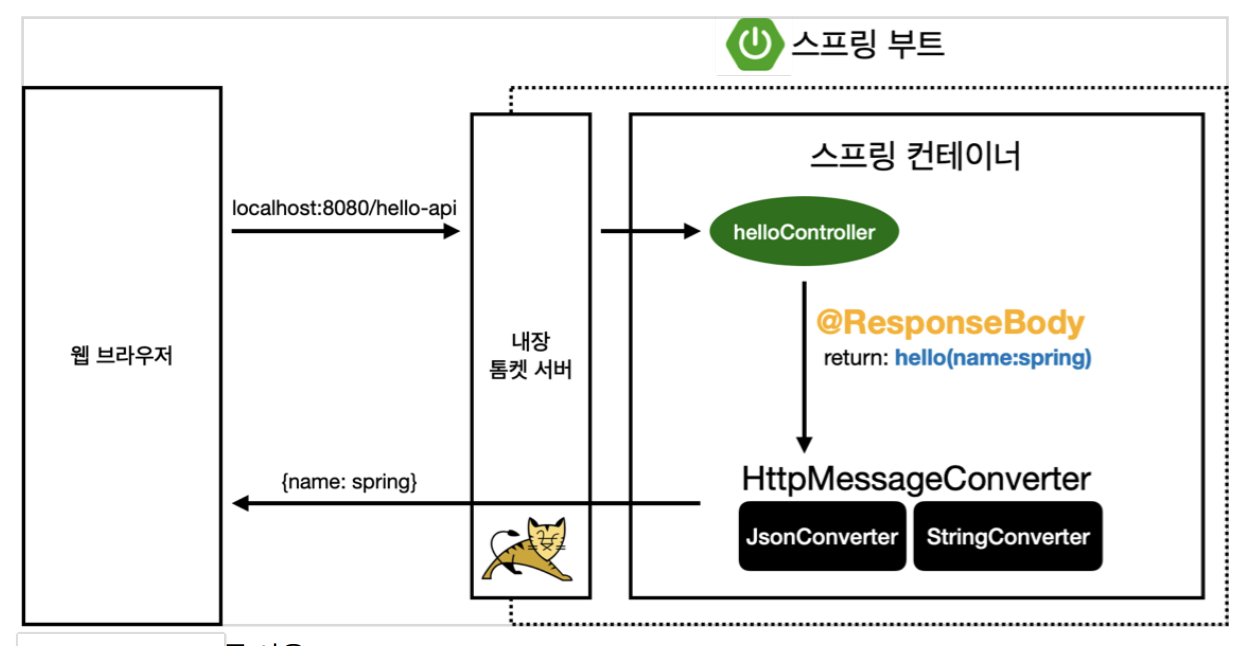 스프링 부트
스프링 컨테이너
localhost:8080/hello-api
helloController
@ResponseBody
return: hello(name:spring)
웹 브라우저
내장
톰켓 서버
{name: spring}
HttpMessageConverter
JsonConverter
StringConverter